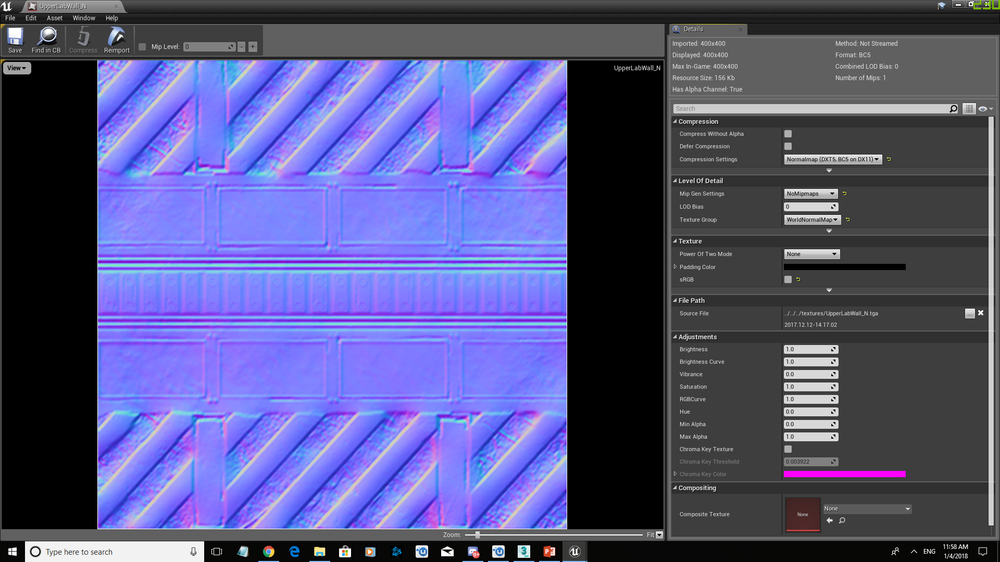 UpperLabWall_N
File Edit Asset Window Help
Save Find in CB Compress Reimport Mip Level: 0 - +
View
UpperLabWall_N
Zoom: Fit
Details
Imported: 400x400 Method: Not Streamed
Displayed: 400x400 Format: BC5
Max In-Game: 400x400 Combined LOD Bias: 0
Resource Size: 156 Kb Number of Mips: 1
Has Alpha Channel: True
Search
Compression
Compress Without Alpha
Defer Compression
Compression Settings Normalmap (DXT5, BC5 on DX11)
Level Of Detail
Mip Gen Settings NoMipmaps
LOD Bias 0
Texture Group WorldNormalMap
Texture
Power Of Two Mode None
Padding Color
sRGB
File Path
Source File ../../../textures/UpperLabWall_N.tga ...
2017.12.12-14.17.02
Adjustments
Brightness 1.0
Brightness Curve 1.0
Vibrance 0.0
Saturation 1.0
RGBCurve 1.0
Hue 0.0
Min Alpha 0.0
Max Alpha 1.0
Chroma Key Texture
Chroma Key Threshold 0.003922
Chroma Key Color
Compositing
Composite Texture None None
Type here to search
9+
ENG
11:58 AM
1/4/2018